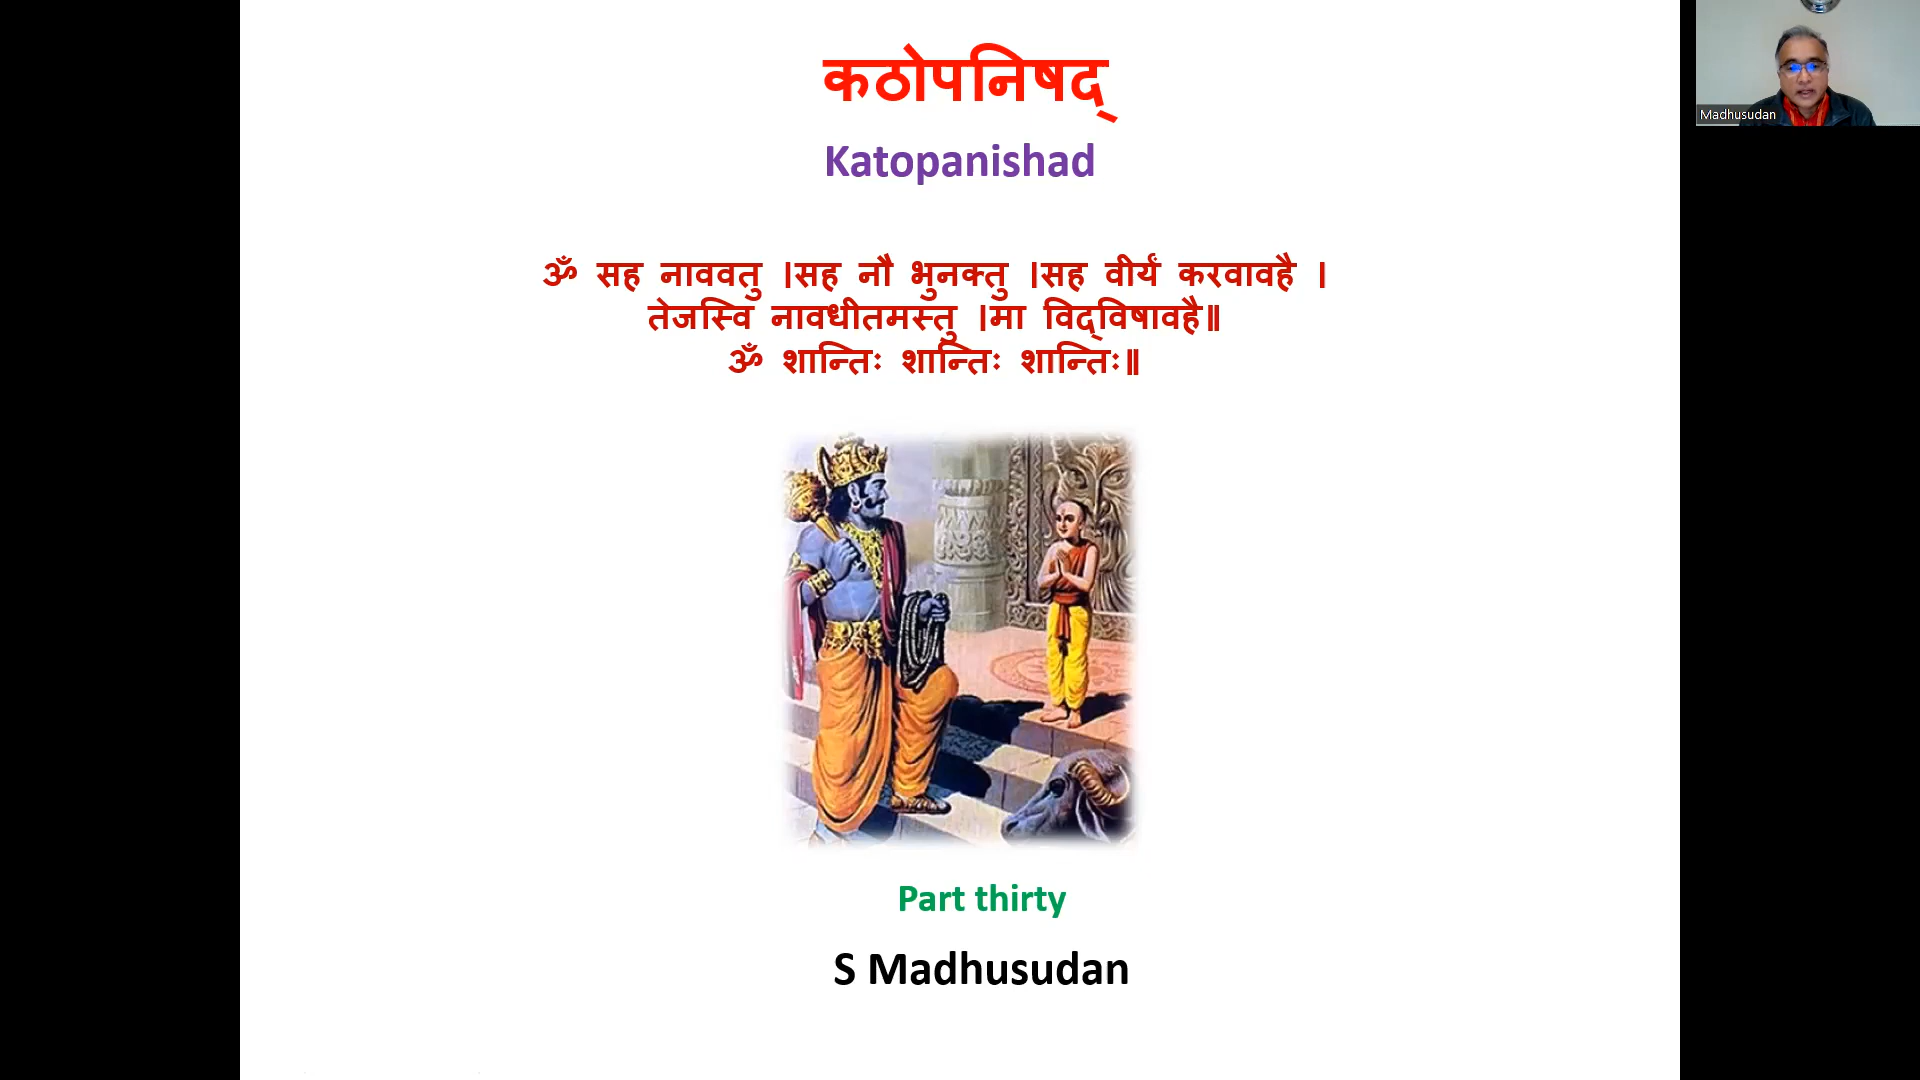 कठोपनिषद्
Katopanishad
ॐ सह नाववतु ।सह नौ भुनक्तु ।सह वीर्यं करवावहै ।
तेजस्वि नावधीतमस्तु ।मा विद्‌विषावहै॥
ॐ शान्तिः शान्तिः शान्तिः॥
Part thirty
S Madhusudan
Madhusudan